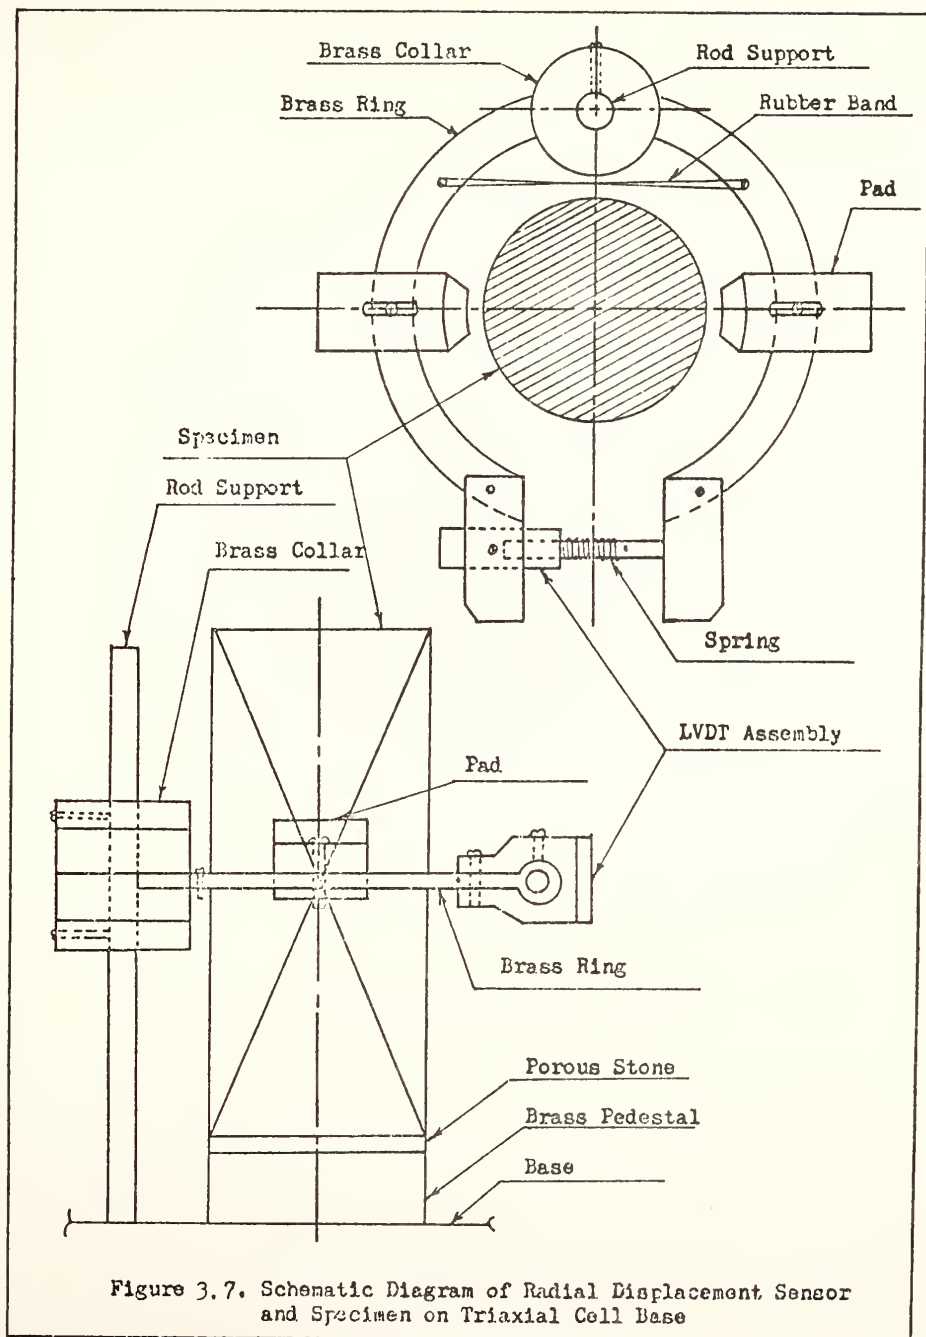 Brass Collar
Rod Support
Brass Ring
Rubber Band
Pad
Specimen
Rod Support
Brass Collar
Spring
LVDT Assembly
Pad
Brass Ring
Porous Stone
Brass Pedestal
Base
Figure 3.7. Schematic Diagram of Radial Displacement Sensor
and Specimen on Triaxial Cell Base